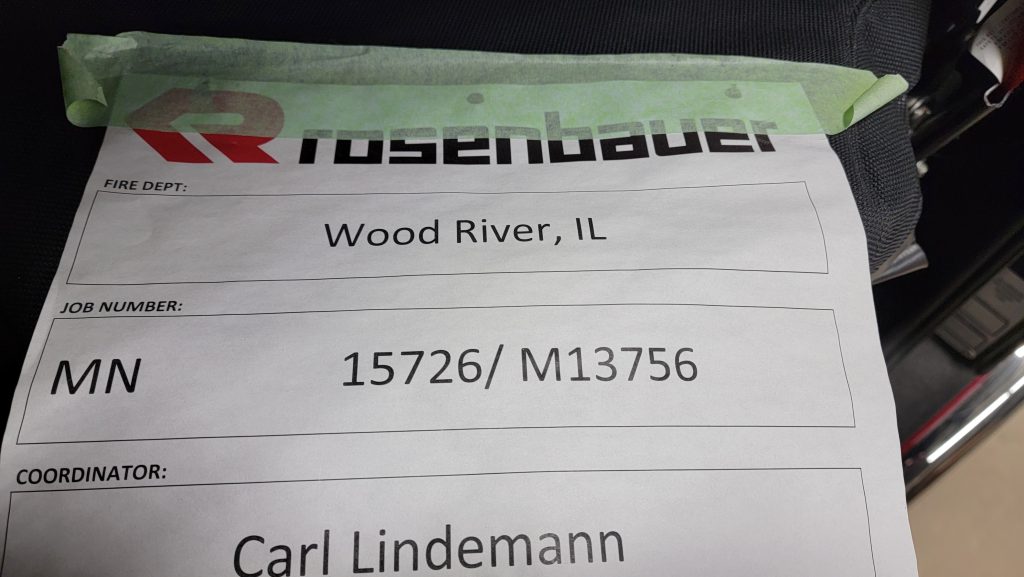 rosenbauer
FIRE DEPT:
Wood River, IL
JOB NUMBER:
MN 15726/ M13756
COORDINATOR:
Carl Lindemann